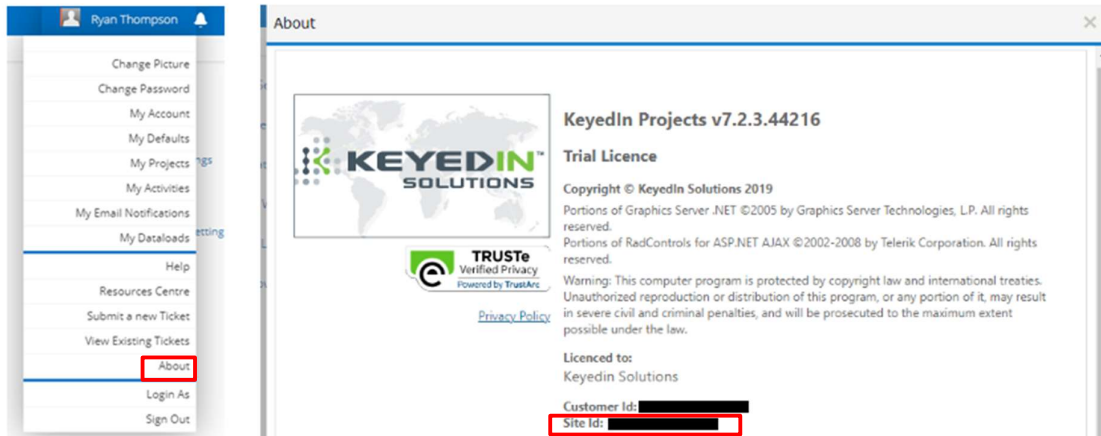 Ryan Thompson
Change Picture
Change Password
My Account
My Defaults
My Projects
My Activities
My Email Notifications
My Dataloads
Help
Resources Centre
Submit a new Ticket
View Existing Tickets
About
Login As
Sign Out
ngs
etting
About
KEYEDIN™
SOLUTIONS
TRUSTe
Verified Privacy
Powered by TrustArc
Privacy Policy
KeyedIn Projects v7.2.3.44216
Trial Licence
Copyright © KeyedIn Solutions 2019
Portions of Graphics Server .NET ©2005 by Graphics Server Technologies, L.P. All rights
reserved.
Portions of RadControls for ASP.NET AJAX ©2002-2008 by Telerik Corporation. All rights
reserved.
Warning: This computer program is protected by copyright law and international treaties.
Unauthorized reproduction or distribution of this program, or any portion of it, may result
in severe civil and criminal penalties, and will be prosecuted to the maximum extent
possible under the law.
Licenced to:
Keyedin Solutions
Customer Id:
Site Id: